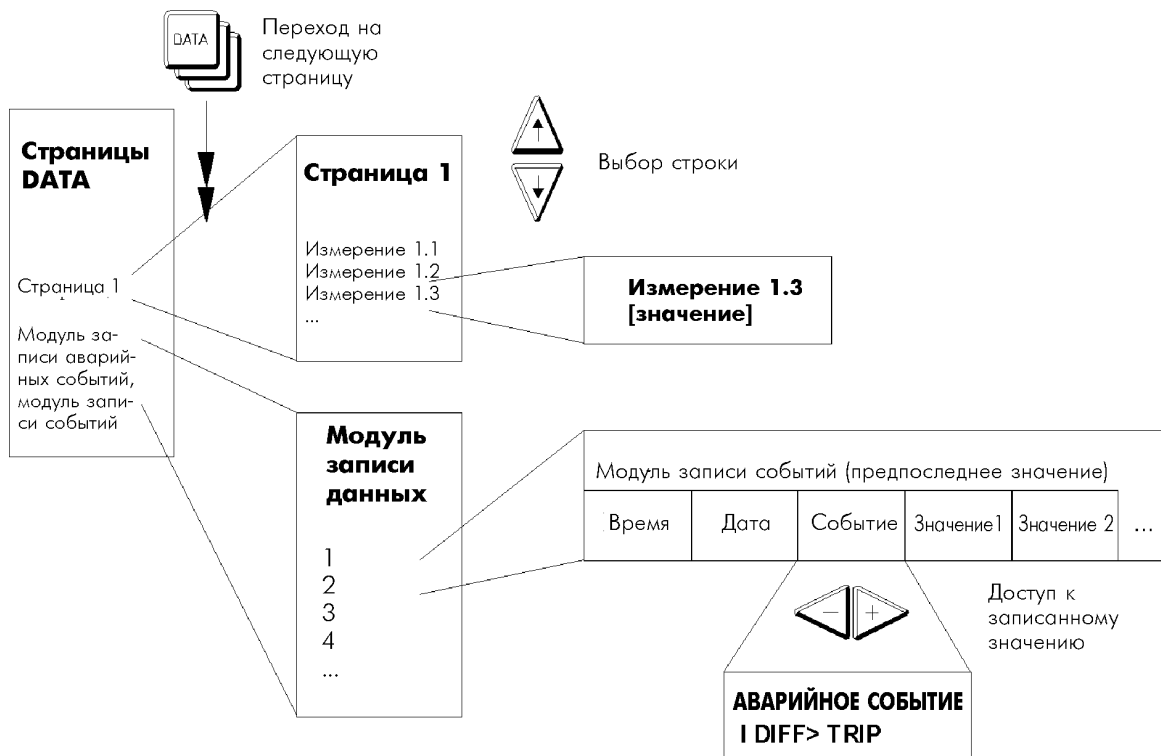 DATA
Переход на
следующую
страницу
Страницы
DATA
Страница 1
Модуль за-
писи аварий-
ных событий,
модуль запи-
си событий
Страница 1
Измерение 1.1
Измерение 1.2
Измерение 1.3
...
Выбор строки
Измерение 1.3
[значение]
Модуль
записи
данных
1
2
3
4
...
Модуль записи событий (предпоследнее значение)
Время Дата Событие Значение1 Значение 2 ...
− +
Доступ к
записанному
значению
АВАРИЙНОЕ СОБЫТИЕ
I DIFF> TRIP